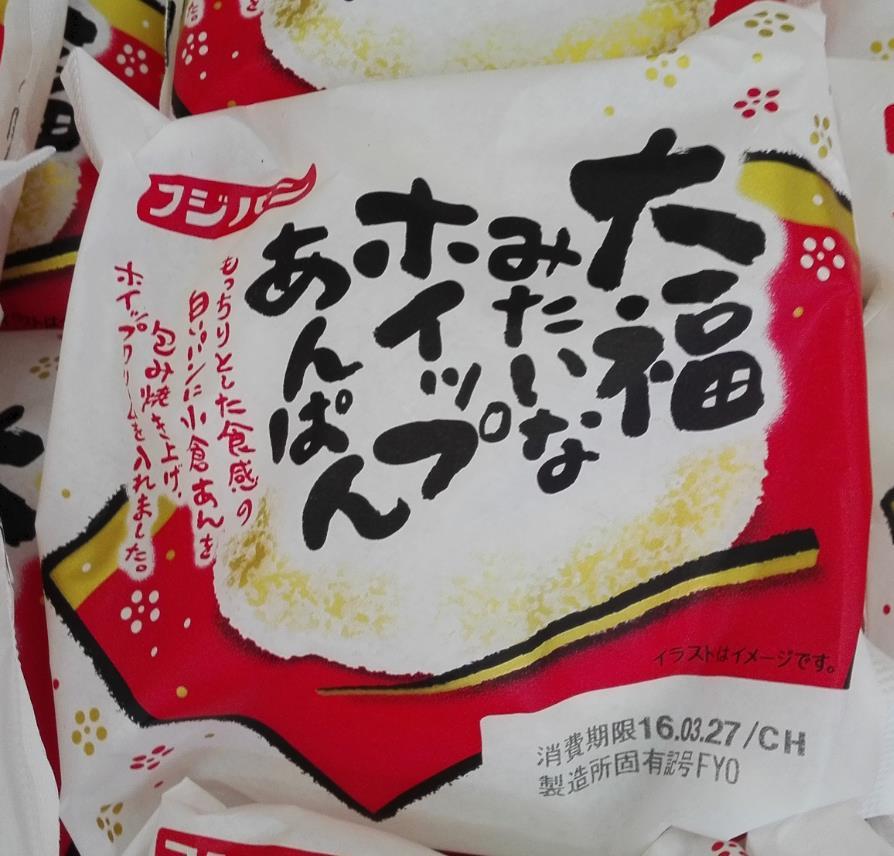 フジパン
大福
みたいな
ホイップ
あんぱん
もっちりとした食感の
白いパンに小倉あんを
包み焼き上げ、
ホイップクリームを入れました。
イラストはイメージです。
消費期限16.03.27/CH
製造所固有記号FY0